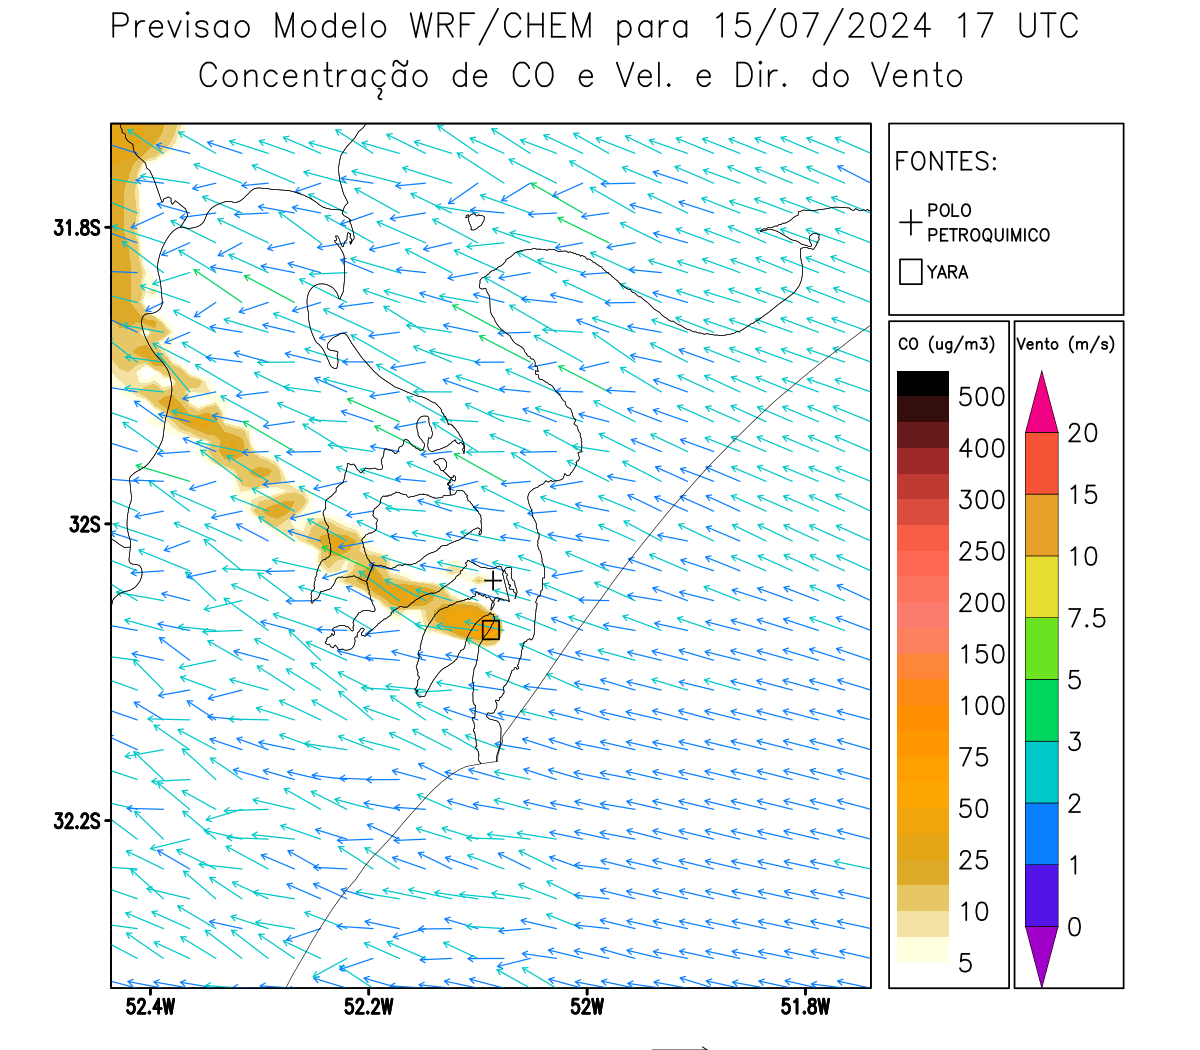 Previsao Modelo WRF/CHEM para 15/07/2024 17 UTC
Concentração de CO e Vel. e Dir. do Vento
FONTES:
POLO
PETROQUIMICO
YARA
CO (ug/m3)
500
400
300
250
200
150
100
75
50
25
10
5
Vento (m/s)
20
15
10
7.5
5
3
2
1
0
31.8S
32S
32.2S
52.4W 52.2W 52W 51.8W